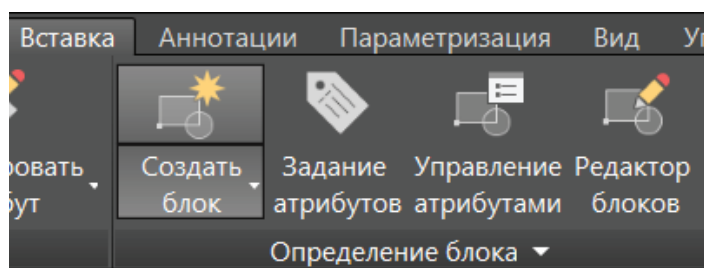 Вставка Аннотации Параметризация Вид
Создать Задание Управление Редактор
блок атрибутов атрибутами блоков
Определение блока